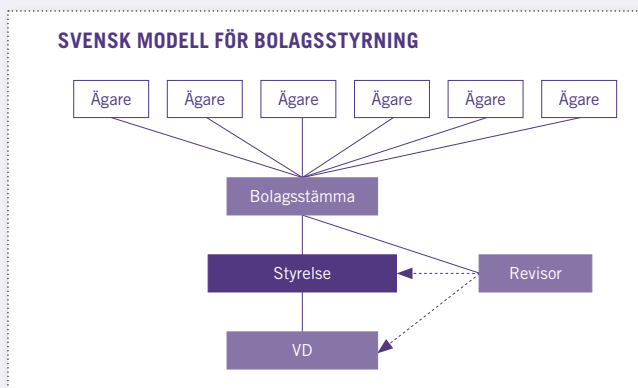 SVENSK MODELL FÖR BOLAGSSTYRNING
Ägare Ägare Ägare Ägare Ägare Ägare
Bolagsstämma
Styrelse Revisor
VD